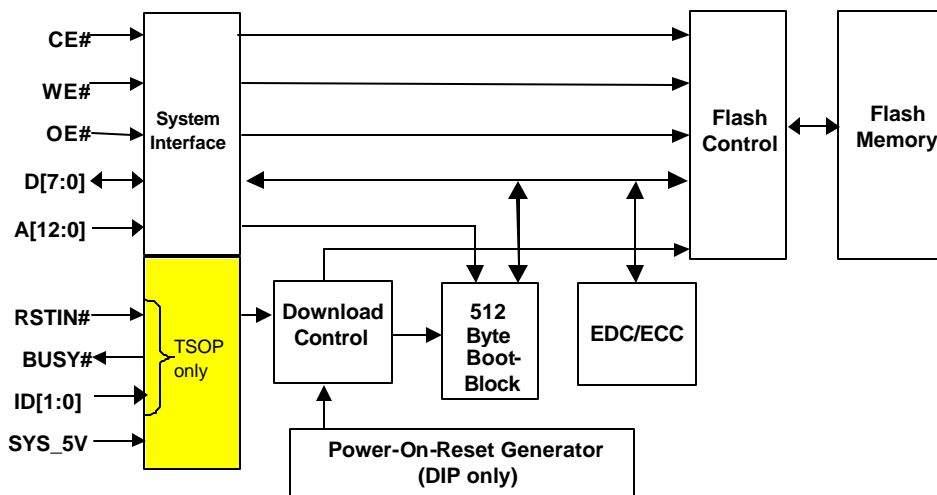 CE#
WE#
OE#
D[7:0]
A[12:0]
System
Interface
Flash
Control
Flash
Memory
RSTIN#
BUSY#
ID[1:0]
SYS_5V
TSOP
only
Download
Control
512
Byte
Boot-
Block
EDC/ECC
Power-On-Reset Generator
(DIP only)